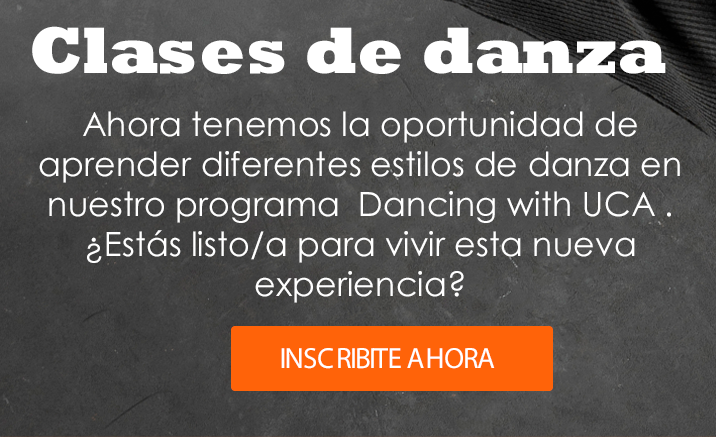 Clases de danza
Ahora tenemos la oportunidad de
aprender diferentes estilos de danza en
nuestro programa  Dancing with UCA .
¿Estás listo/a para vivir esta nueva
experiencia?
INSCRIBITE AHORA